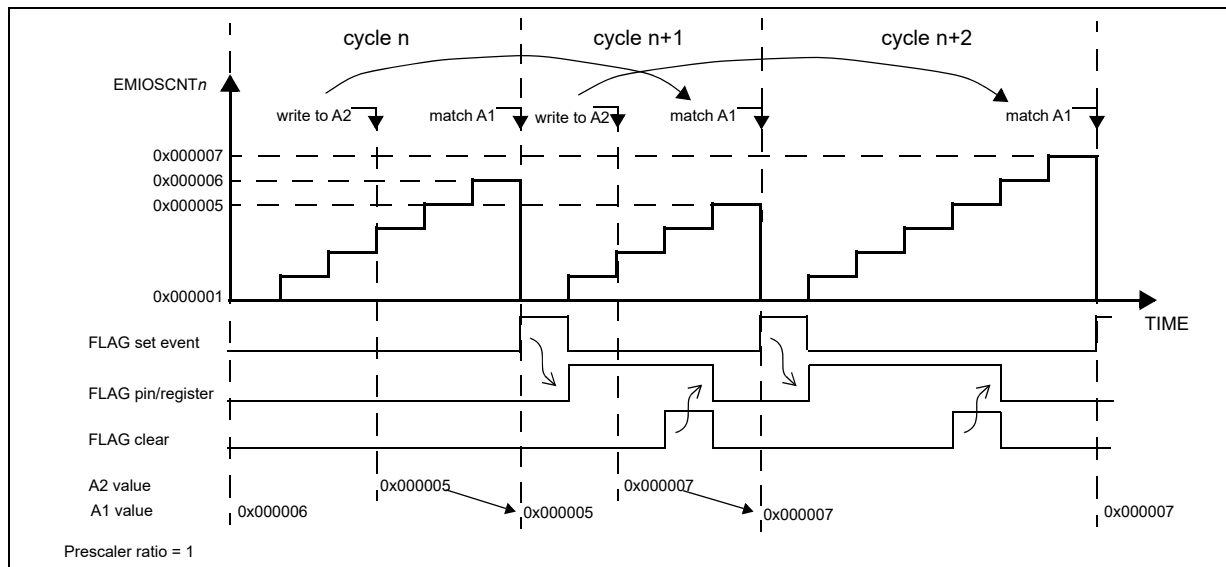 cycle n cycle n+1 cycle n+2
EMIOSCNTn
write to A2 match A1 write to A2 match A1 match A1
0x000007
0x000006
0x000005
0x000001
TIME
FLAG set event
FLAG pin/register
FLAG clear
A2 value 0x000005 0x000007
A1 value 0x000006 0x000005 0x000007 0x000007
Prescaler ratio = 1